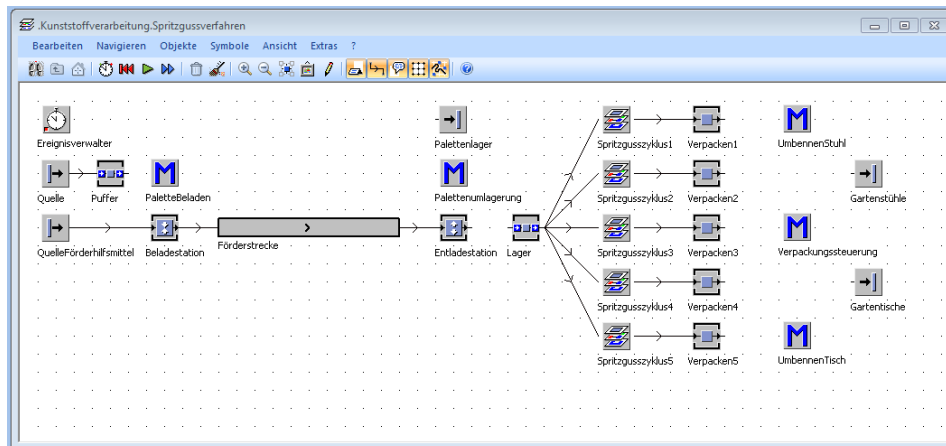 .Kunststoffverarbeitung.Spritzgussverfahren
Bearbeiten Navigieren Objekte Symbole Ansicht Extras ?
Ereignisverwalter
Palettenlager
Spritzgusszyklus1
Verpacken1
UmbennenStuhl
Quelle
Puffer
M
PaletteBeladen
M
Palettenumlagerung
Spritzgusszyklus2
Verpacken2
M
Gartenstühle
QuelleFörderhilfsmittel
Beladestation
Förderstrecke
Entladestation
Lager
Spritzgusszyklus3
Verpacken3
M
Verpackungssteuerung
Spritzgusszyklus4
Verpacken4
Gartentische
Spritzgusszyklus5
Verpacken5
M
UmbennenTisch